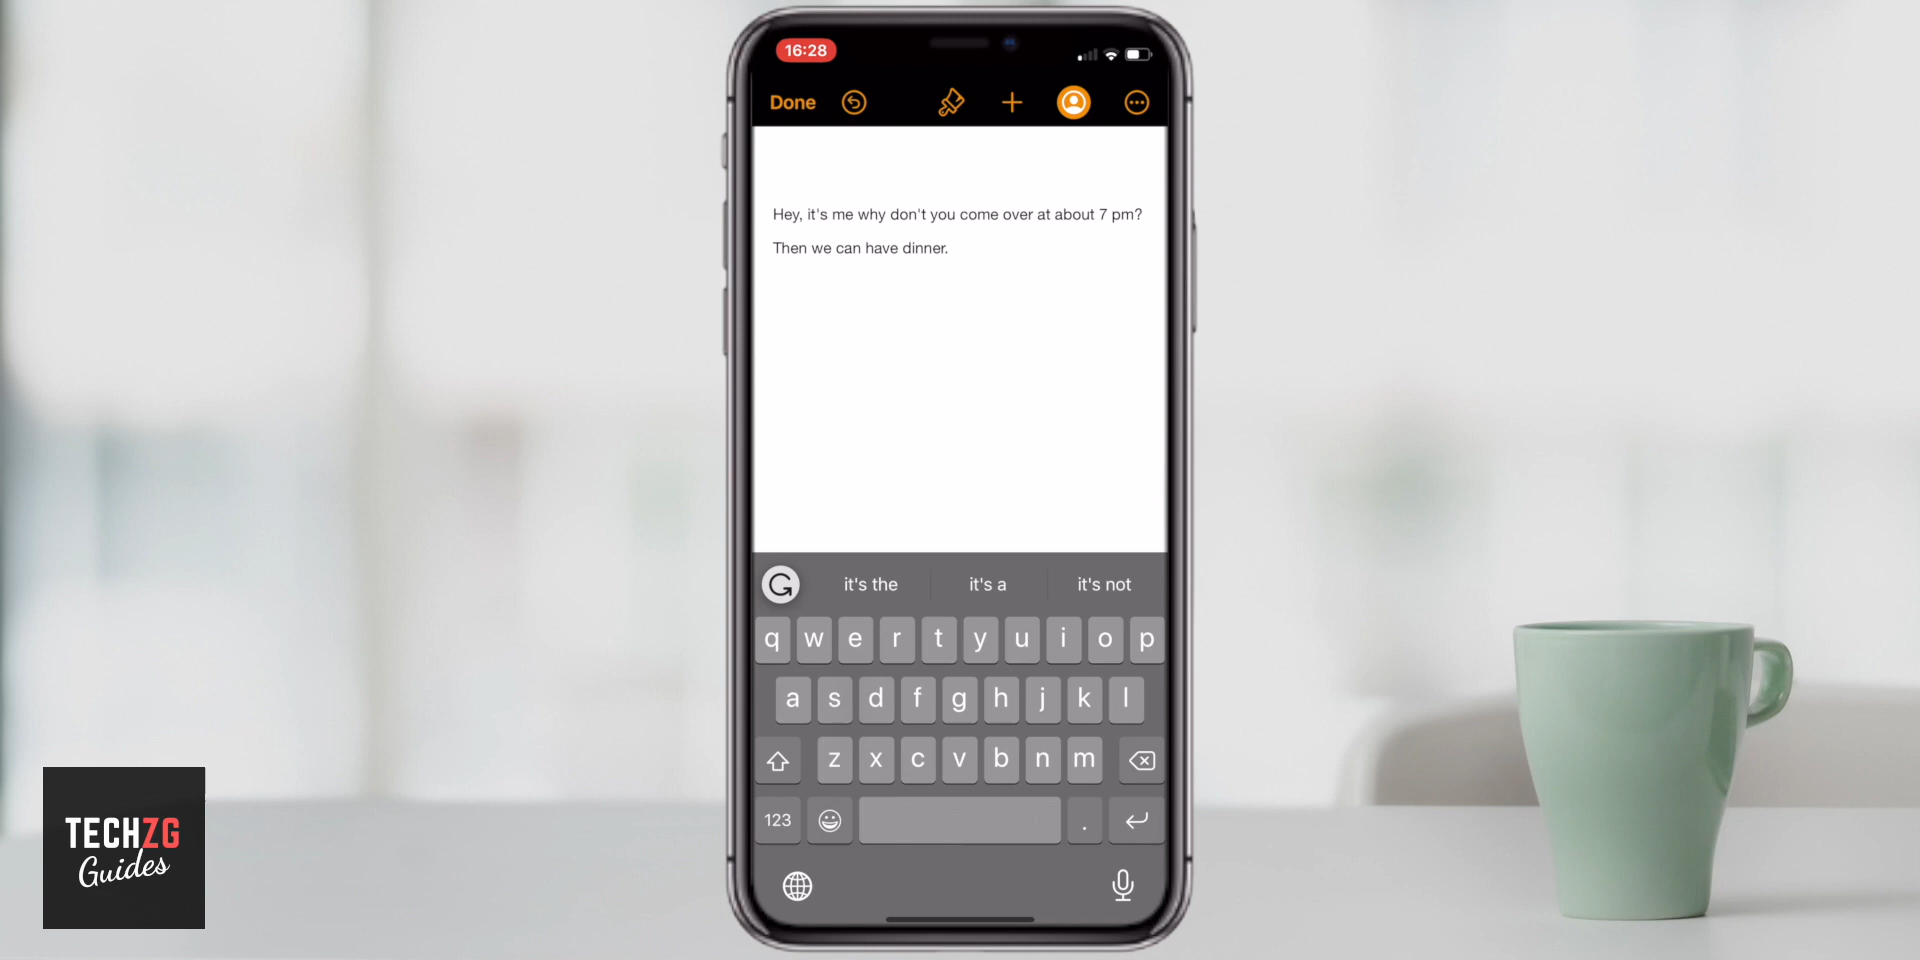 16:28
Done
Hey, it's me why don't you come over at about 7 pm?
Then we can have dinner.
it's the it's a it's not
q w e r t y u i o p
a s d f g h j k l
z x c v b n m
123 .
TECHZG
Guides